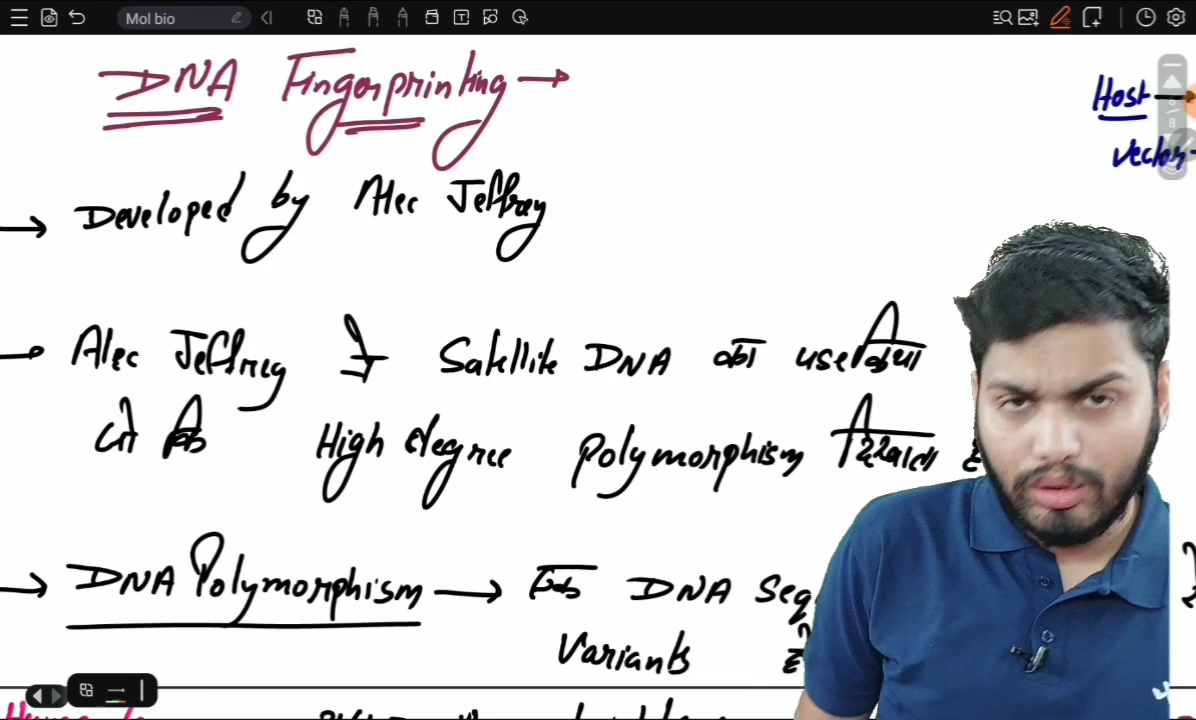 Mol bio
DNA Fingerprinting →
Host →
Vector
→ Developed by Alec Jeffrey
→ Alec Jeffrey ने Satellite DNA का use किया
जो कि High degree Polymorphism दिखाता
→ DNA Polymorphism → एक DNA Seq
Variants